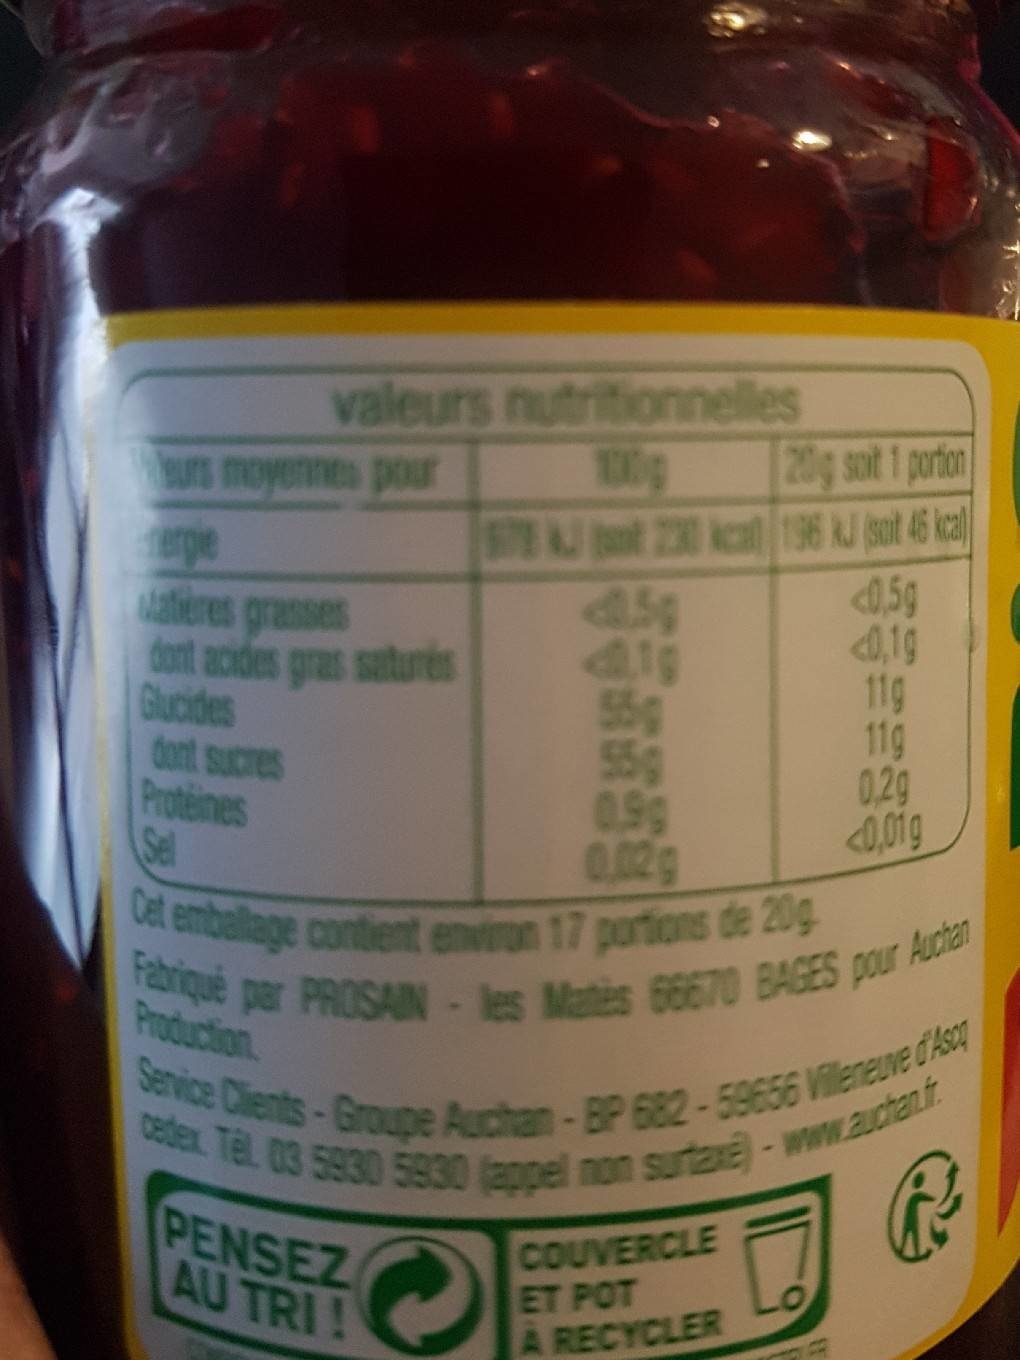 valeurs nutritionnelles
moyennes pour 100g 20g soit 1 portion
Energie 979 kJ (soit 230 kcal) 196 kJ (soit 46 kcal)
Matières grasses <0,5g <0,5g
dont acides gras saturés <0,1g <0,1g
Glucides 55g 11g
dont sucres 55g 11g
Protéines 0,9g 0,2g
Sel 0,02g <0,01g
Cet emballage contient environ 17 portions de 20g.
Fabriqué par PROSAIN - les Matès 66670 BAGES pour Auchan
Production.
Service Clients - Groupe Auchan - BP 682 - 59656 Villeneuve d'Ascq
cedex. Tél. 03 5930 5930 (appel non surtaxé) - www.auchan.fr.
PENSEZ
AU TRI !
COUVERCLE
ET POT
À RECYCLER